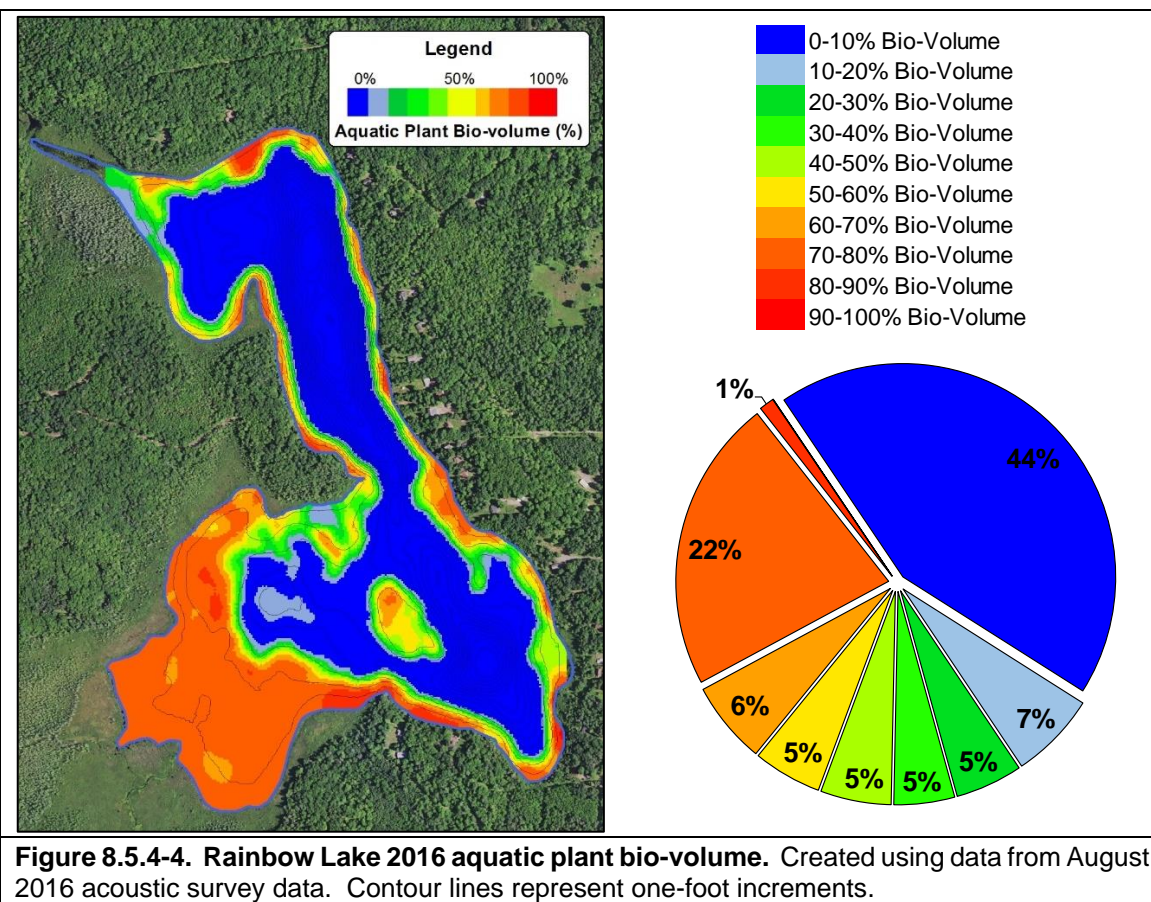 Legend
0% 50% 100%
Aquatic Plant Bio-volume (%)
0-10% Bio-Volume
10-20% Bio-Volume
20-30% Bio-Volume
30-40% Bio-Volume
40-50% Bio-Volume
50-60% Bio-Volume
60-70% Bio-Volume
70-80% Bio-Volume
80-90% Bio-Volume
90-100% Bio-Volume
1%
44%
22%
7%
6%
5%
5%
5%
5%
Figure 8.5.4-4. Rainbow Lake 2016 aquatic plant bio-volume. Created using data from August
2016 acoustic survey data. Contour lines represent one-foot increments.